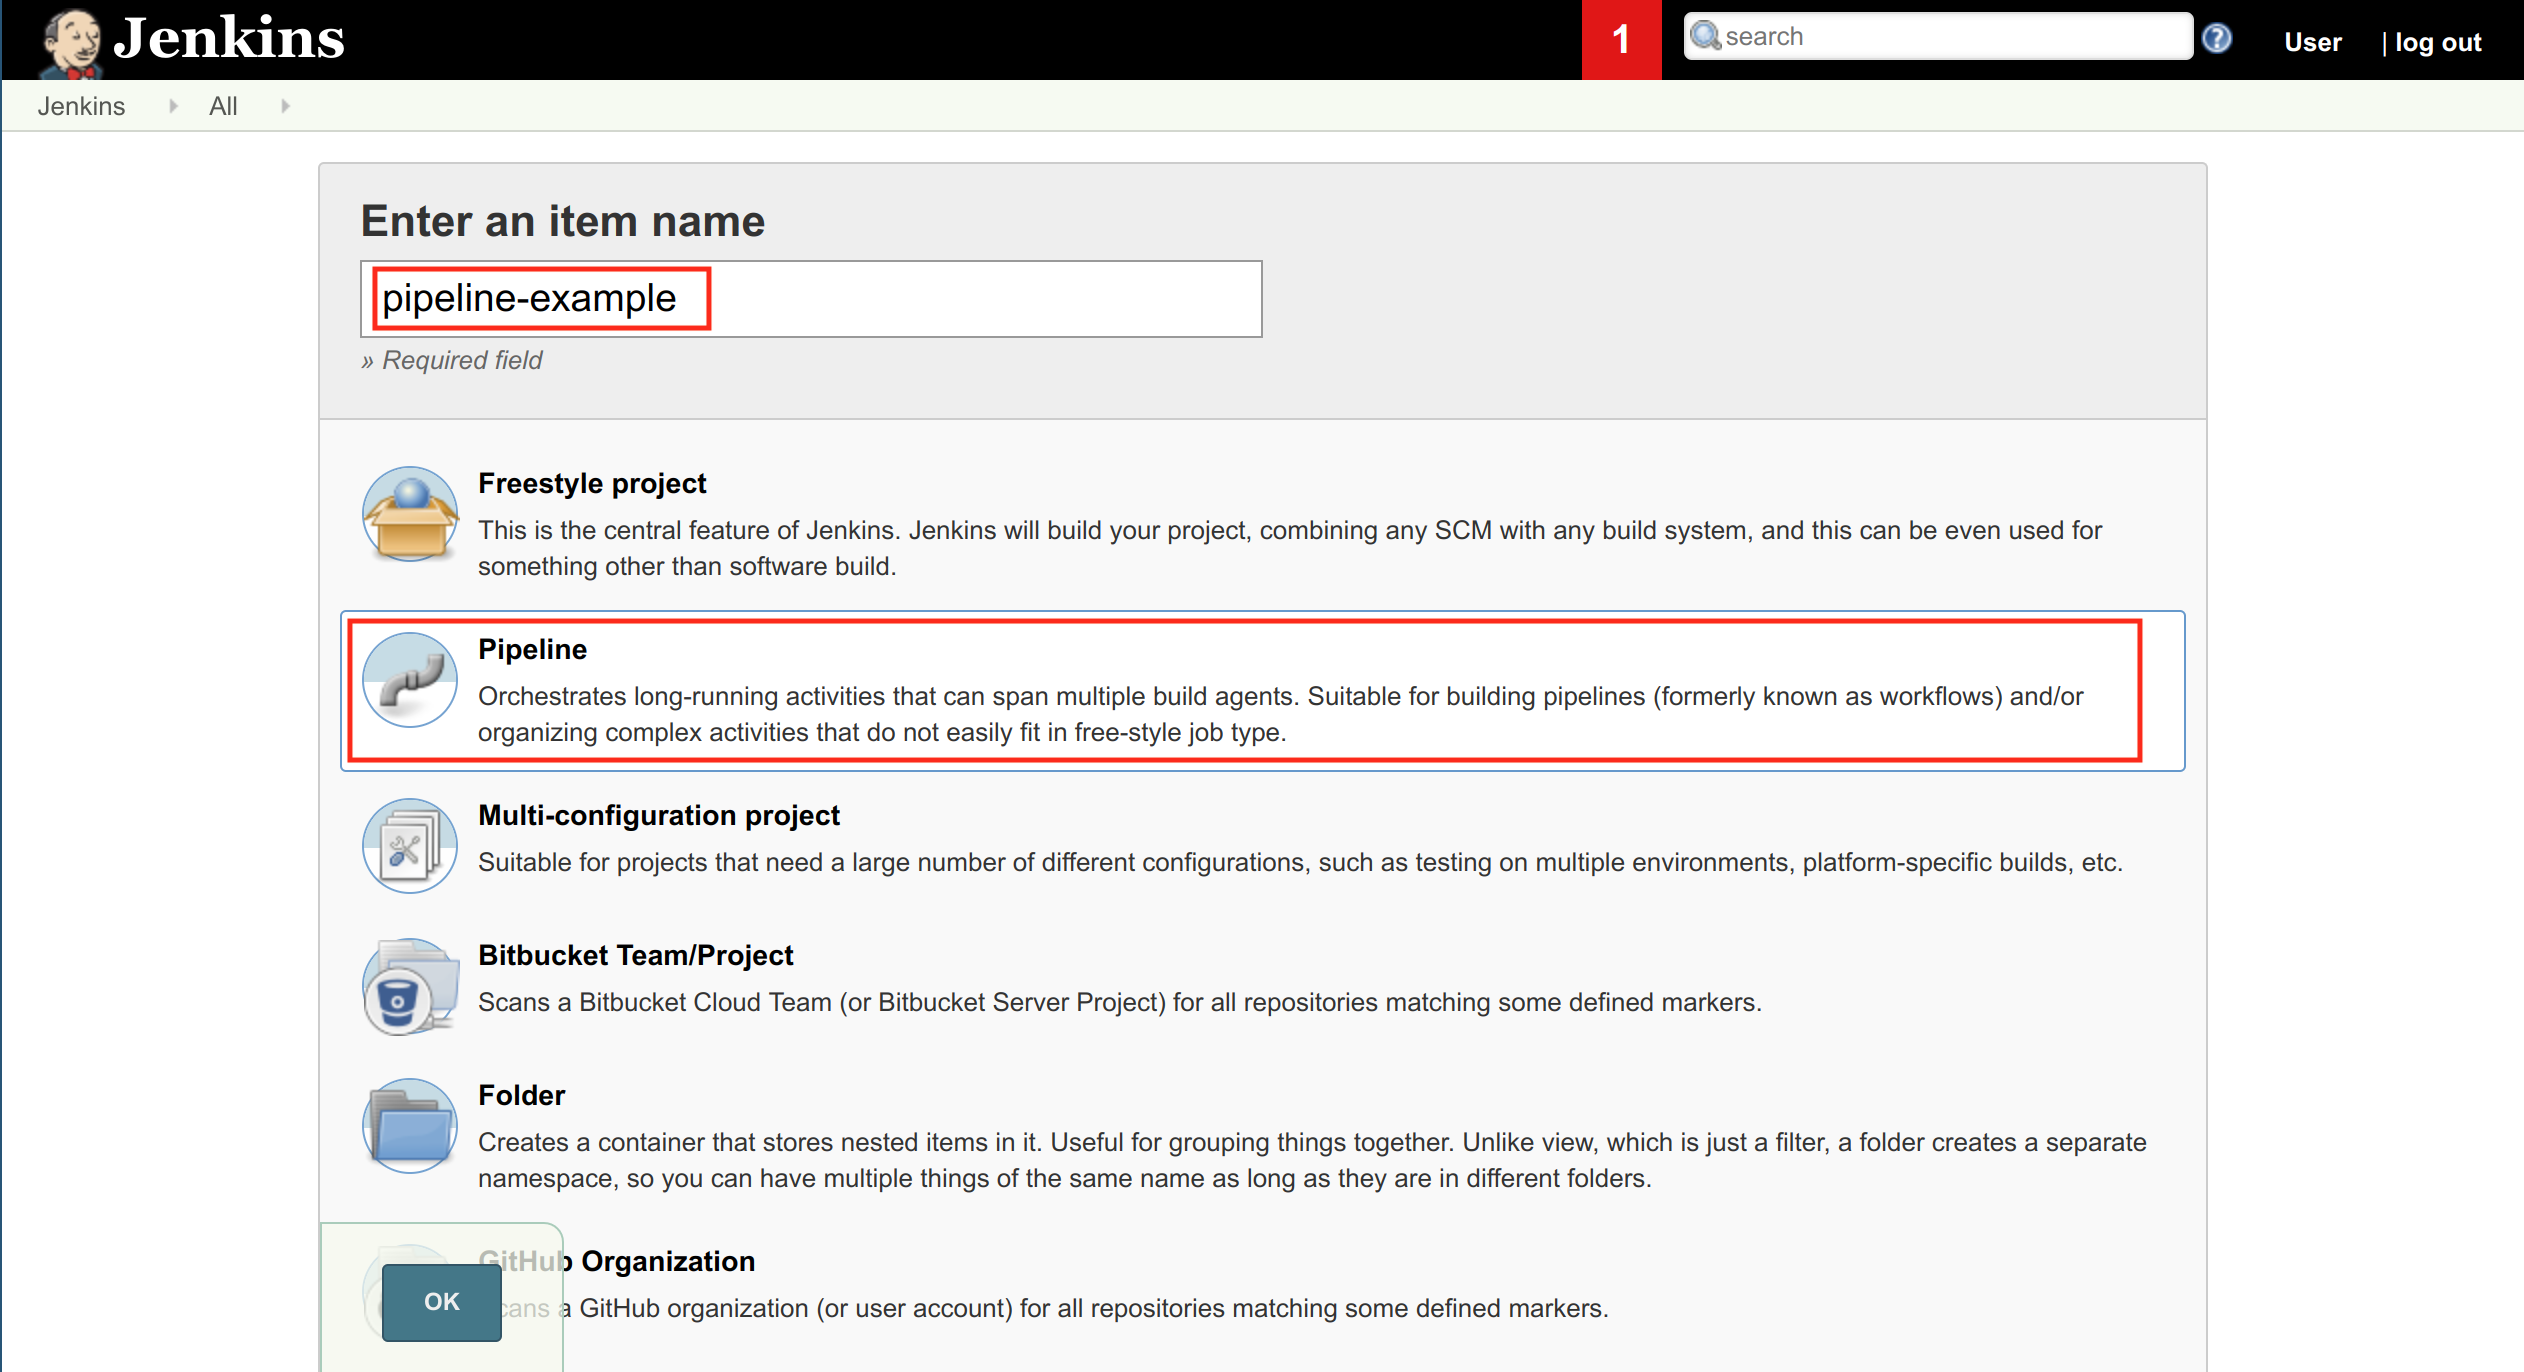 Jenkins
1
search
User
| log out
Jenkins
All
Enter an item name
pipeline-example
» Required field
Freestyle project
This is the central feature of Jenkins. Jenkins will build your project, combining any SCM with any build system, and this can be even used for
something other than software build.
Pipeline
Orchestrates long-running activities that can span multiple build agents. Suitable for building pipelines (formerly known as workflows) and/or
organizing complex activities that do not easily fit in free-style job type.
Multi-configuration project
Suitable for projects that need a large number of different configurations, such as testing on multiple environments, platform-specific builds, etc.
Bitbucket Team/Project
Scans a Bitbucket Cloud Team (or Bitbucket Server Project) for all repositories matching some defined markers.
Folder
Creates a container that stores nested items in it. Useful for grouping things together. Unlike view, which is just a filter, a folder creates a separate
namespace, so you can have multiple things of the same name as long as they are in different folders.
GitHub Organization
OK
cans a GitHub organization (or user account) for all repositories matching some defined markers.